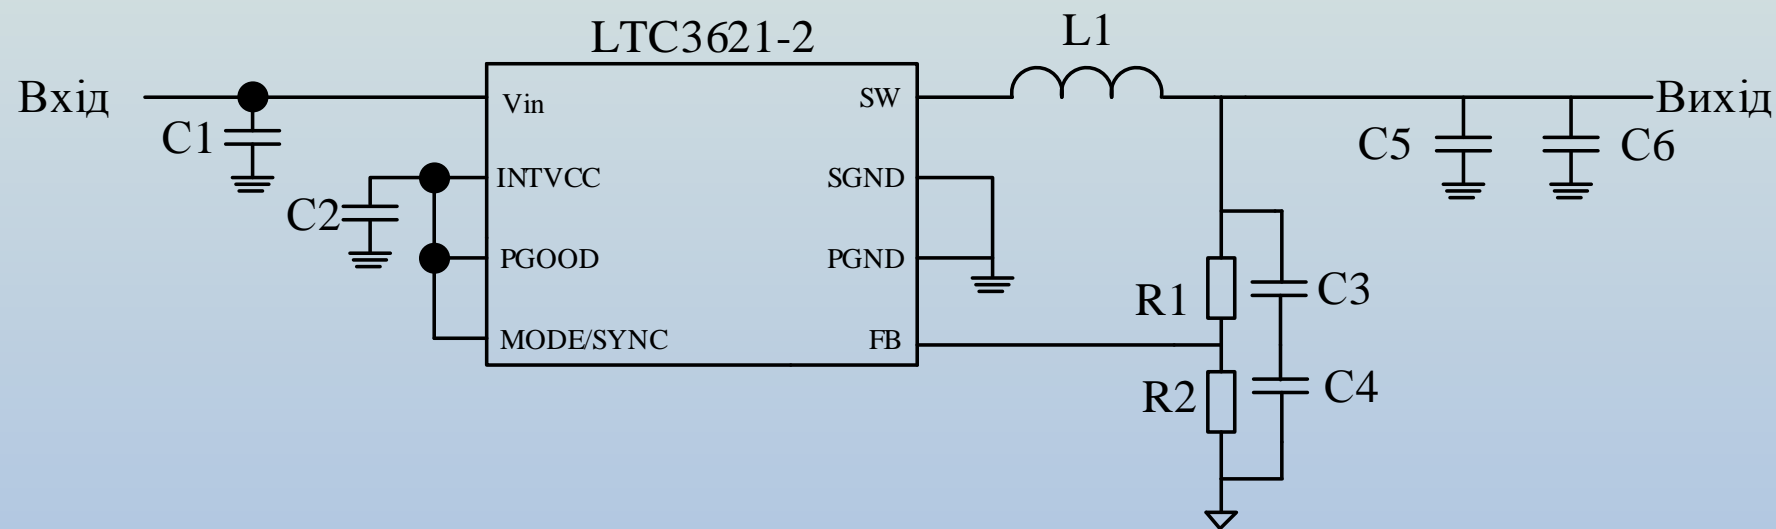 LTC3621-2
L1
Вхід
Vin
SW
Вихід
C1
C5
C6
INTVCC
SGND
C2
PGOOD
PGND
R1
C3
MODE/SYNC
FB
R2
C4